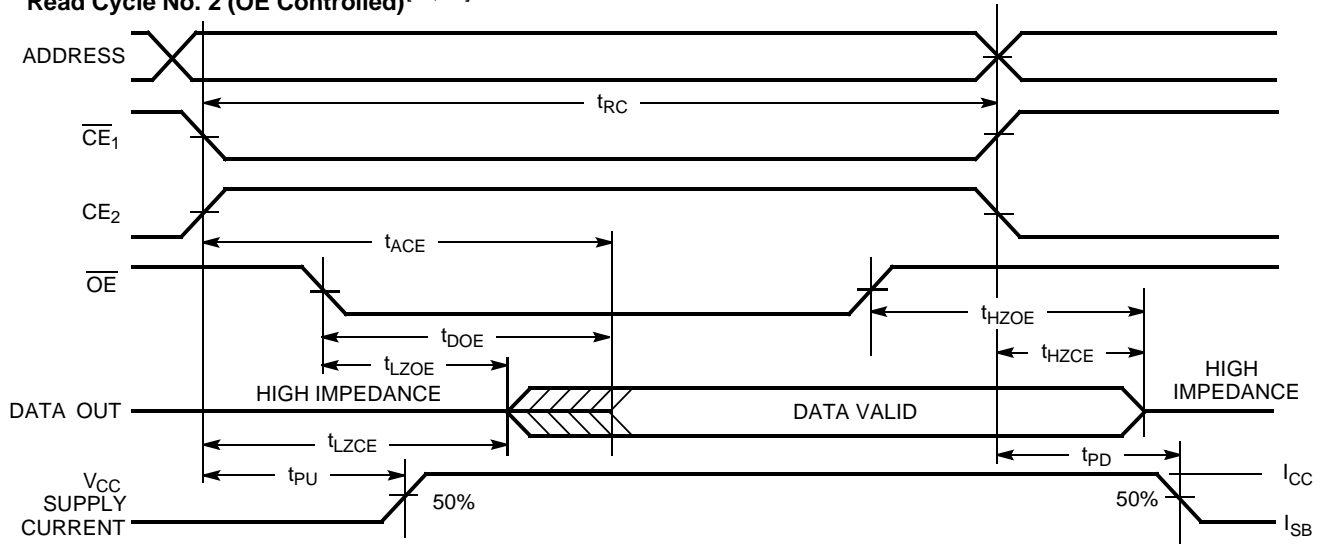 Read Cycle No. 2 (OE Controlled)
ADDRESS
tRC
CE1
CE2
tACE
OE
tHZOE
tDOE
tHZCE
tLZOE
HIGH IMPEDANCE
HIGH
IMPEDANCE
DATA OUT
DATA VALID
tLZCE
tPD
tPU
VCC
SUPPLY
CURRENT
50%
50%
ICC
ISB